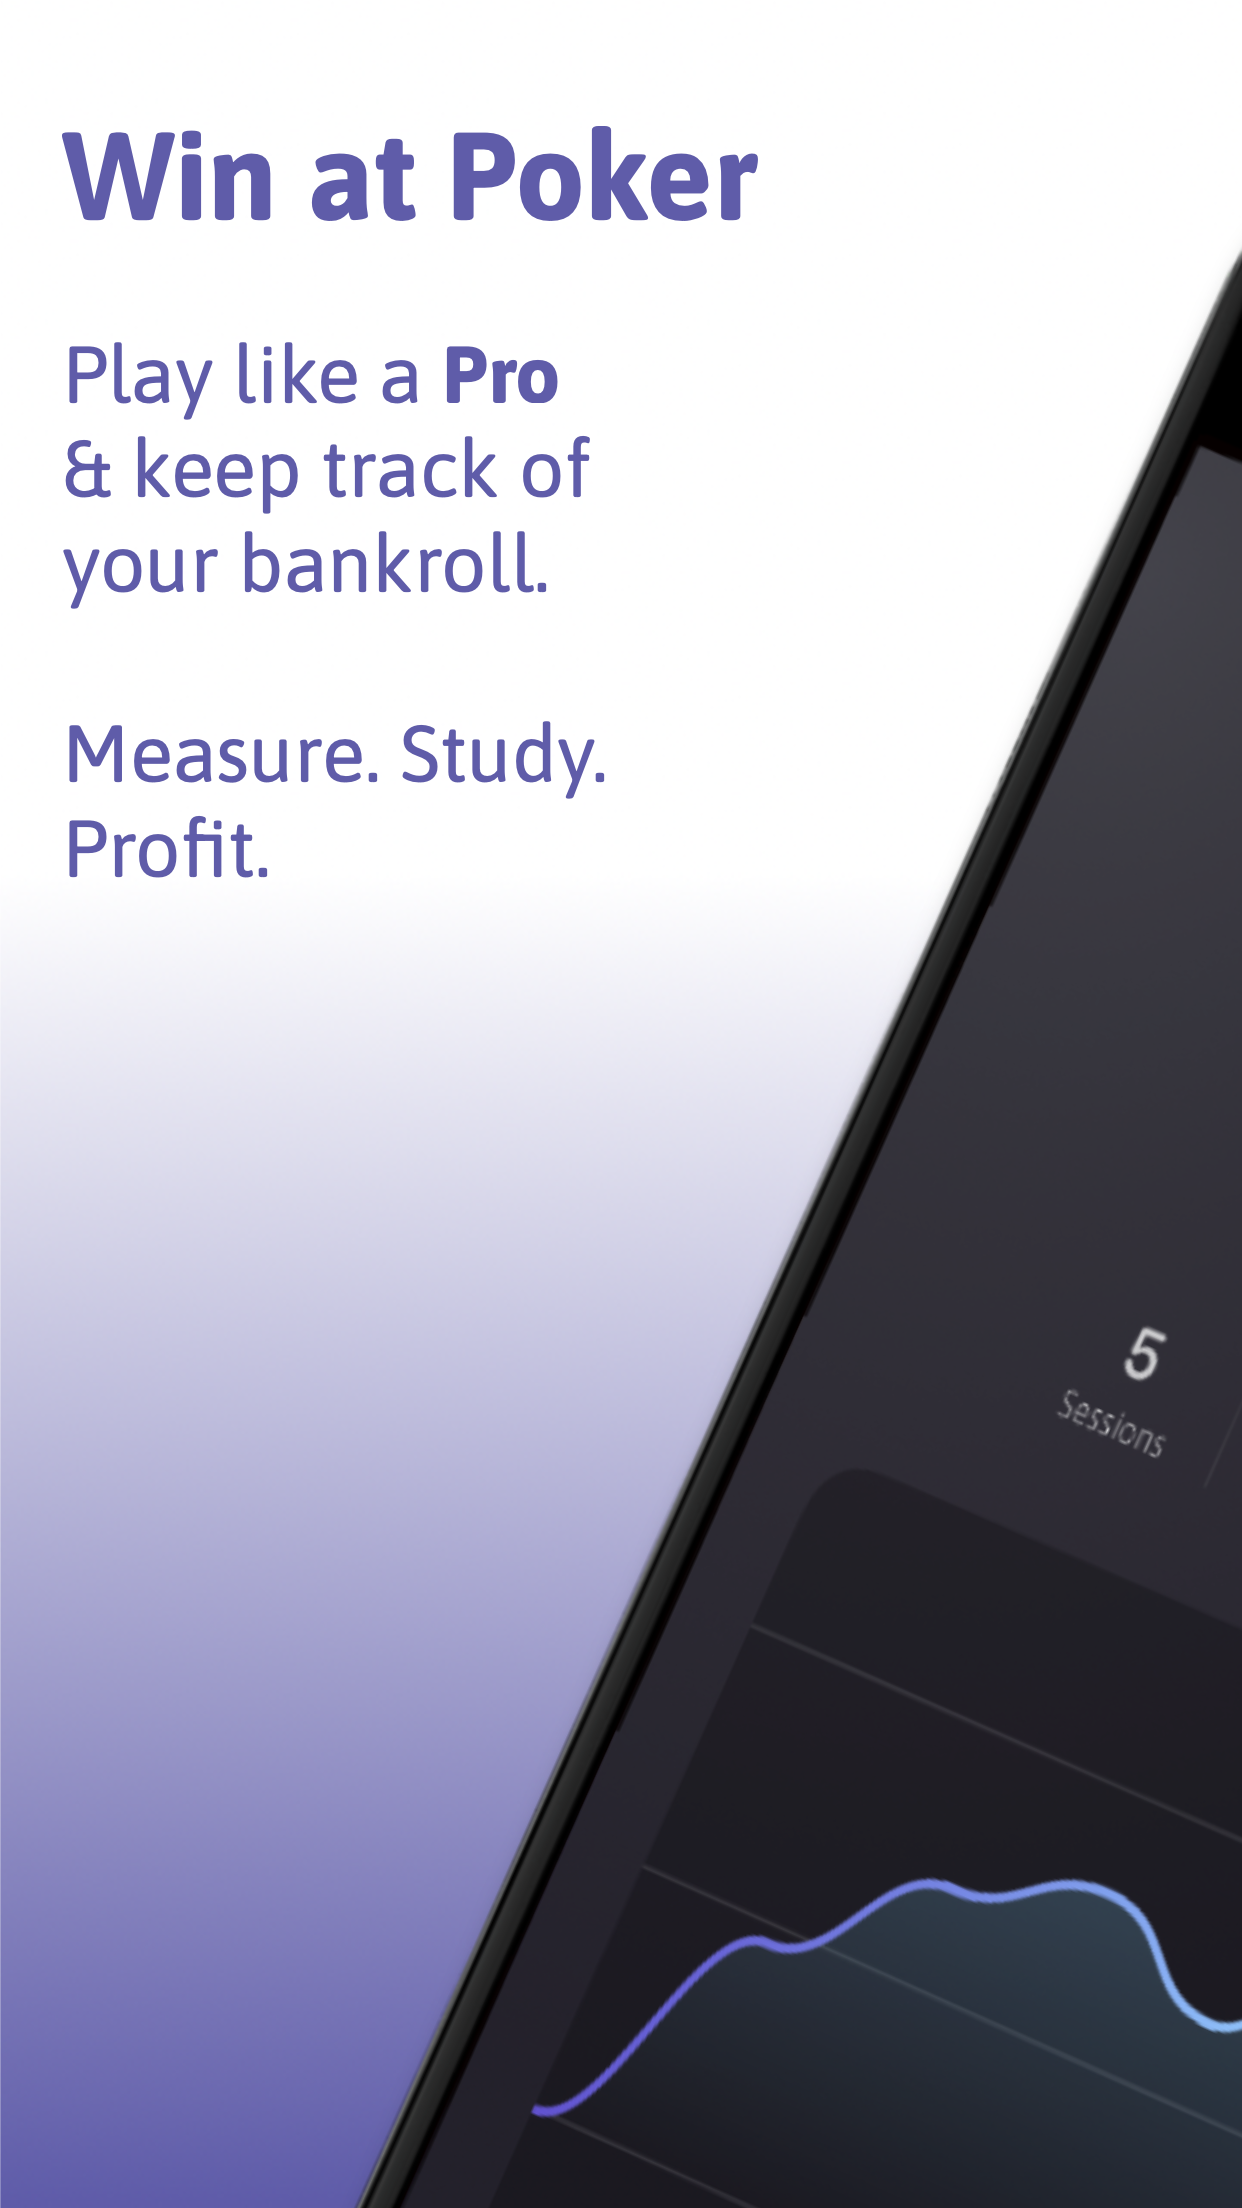 Win at Poker
Play like a Pro
& keep track of
your bankroll.
Measure. Study.
Profit.
5
Sessions